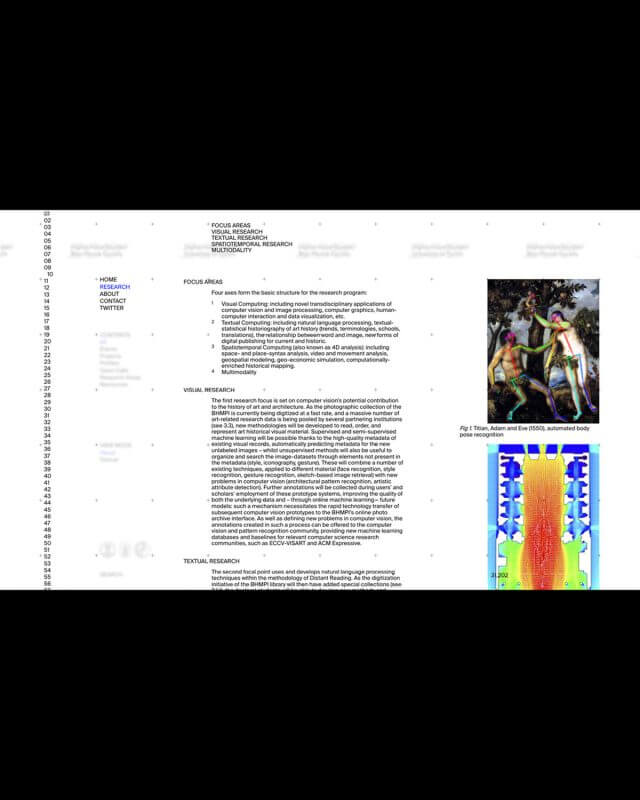 01
02
03
04
05
06
07
08
09
10
11
12
13
14
15
16
17
18
19
20
21
22
23
24
25
26
27
28
29
30
31
32
33
34
35
36
37
38
39
40
41
42
43
44
45
46
47
48
49
50
51
52
53
54
55
56
HOME
RESEARCH
ABOUT
CONTACT
TWITTER
FOCUS AREAS
VISUAL RESEARCH
TEXTUAL RESEARCH
SPATIOTEMPORAL RESEARCH
MULTIODALITY
FOCUS AREAS
Four axes form the basic structure for the research program:
1 Visual Computing: including novel transdisciplinary applications of
computer vision and image processing, computer graphics, human-
computer interaction and data visualization, etc.
2 Textual Computing: including natural language processing, textual-
statistical historiography of art history (trends, terminologies, schools,
translations), the relationship between word and image, new forms of
digital publishing for current and historic.
3 Spatiotemporal Computing (also known as 4D analysis): including
space- and place-syntax analysis, video and movement analysis,
geospatial modeling, geo-economic simulation, computationally-
enriched historical mapping.
4 Multimodality
VISUAL RESEARCH
The first research focus is set on computer vision's potential contribution
to the history of art and architecture. As the photographic collection of the
BHMPI is currently being digitized at a fast rate, and a massive number of
art-related research data is being pooled by several partnering institutions
(see 3.3), new methodologies will be developed to read, order, and
represent art historical visual material. Supervised and semi-supervised
machine learning will be possible thanks to the high-quality metadata of
existing visual records, automatically predicting metadata for the new
unlabeled images – whilst unsupervised methods will also be useful to
organize and search the image-datasets through elements not present in
the metadata (style, iconography, gesture). These will combine a number of
existing techniques, applied to different material (face recognition, style
recognition, gesture recognition, sketch-based image retrieval) with new
problems in computer vision (architectural pattern recognition, artistic
attribute detection). Further annotations will be collected during users' and
scholars' employment of these prototype systems, improving the quality of
both the underlying data and – through online machine learning – future
models: such a mechanism necessitates the rapid technology transfer of
subsequent computer vision prototypes to the BHMPI's online photo
archive interface. As well as defining new problems in computer vision, the
annotations created in such a process can be offered to the computer
vision and pattern recognition community, providing new machine learning
databases and baselines for relevant computer science research
communities, such as ECCV-VISART and ACM Expressive.
TEXTUAL RESEARCH
The second focal point uses and develops natural language processing
techniques within the methodology of Distant Reading. As the digitization
initiative of the BHMPI library will then have added special collections (see
Fig 1. Titian, Adam and Eve (1550), automated body
pose recognition
31,202